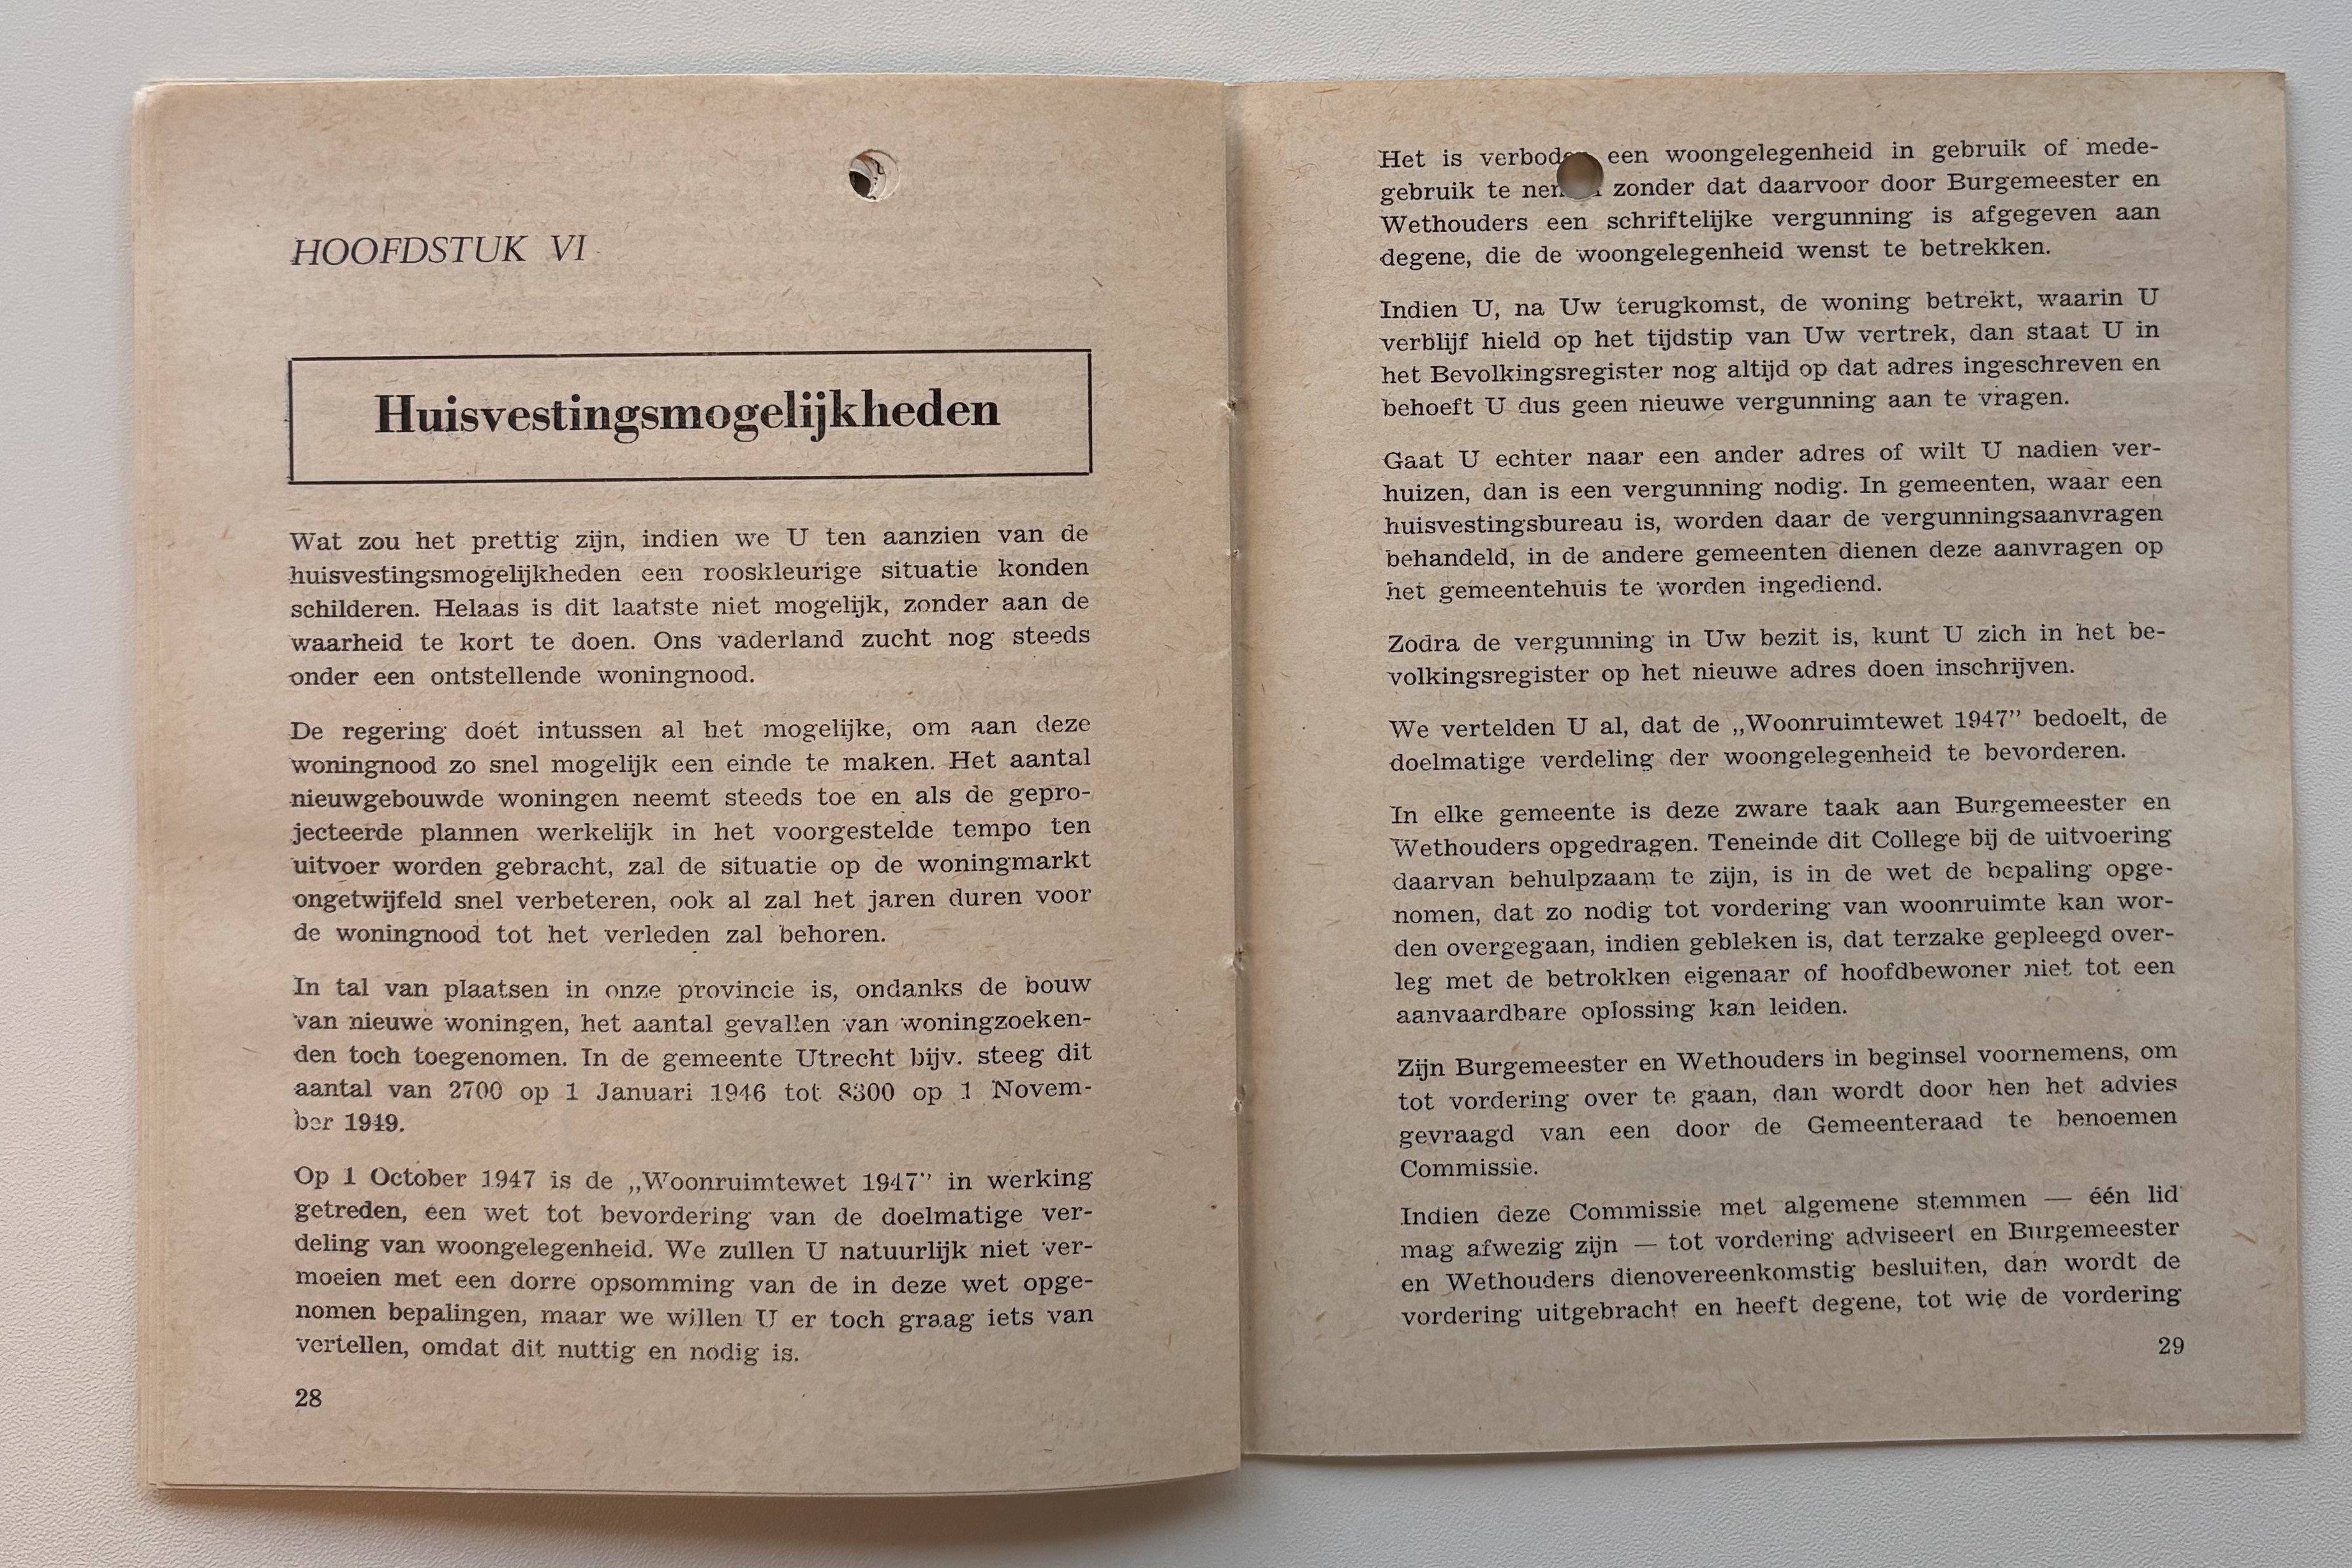 HOOFDSTUK VI
Huisvestingsmogelijkheden
Wat zou het prettig zijn, indien we U ten aanzien van de
huisvestingsmogelijkheden een rooskleurige situatie konden
schilderen. Helaas is dit laatste niet mogelijk, zonder aan de
waarheid te kort te doen. Ons vaderland zucht nog steeds
onder een ontstellende woningnood.
De regering doet intussen al het mogelijke, om aan deze
woningnood zo snel mogelijk een einde te maken. Het aantal
nieuwgebouwde woningen neemt steeds toe en als de gepro-
jecteerde plannen werkelijk in het voorgestelde tempo ten
uitvoer worden gebracht, zal de situatie op de woningmarkt
ongetwijfeld snel verbeteren, ook al zal het jaren duren voor
de woningnood tot het verleden zal behoren.
In tal van plaatsen in onze provincie is, ondanks de bouw
van nieuwe woningen, het aantal gevallen van woningzoeken-
den toch toegenomen. In de gemeente Utrecht bijv. steeg dit
aantal van 2700 op 1 Januari 1946 tot 8300 op 1 Novem-
ber 1949.
Op 1 October 1947 is de „Woonruimtewet 1947” in werking
getreden, een wet tot bevordering van de doelmatige ver-
deling van woongelegenheid. We zullen U natuurlijk niet ver-
moeien met een dorre opsomming van de in deze wet opge-
nomen bepalingen, maar we willen U er toch graag iets van
vertellen, omdat dit nuttig en nodig is.
28
Het is verboden een woongelegenheid in gebruik of mede-
gebruik te nemen zonder dat daarvoor door Burgemeester en
Wethouders een schriftelijke vergunning is afgegeven aan
degene, die de woongelegenheid wenst te betrekken.
Indien U, na Uw terugkomst, de woning betrekt, waarin U
verblijf hield op het tijdstip van Uw vertrek, dan staat U in
het Bevolkingsregister nog altijd op dat adres ingeschreven en
behoeft U dus geen nieuwe vergunning aan te vragen.
Gaat U echter naar een ander adres of wilt U nadien ver-
huizen, dan is een vergunning nodig. In gemeenten, waar een
huisvestingsbureau is, worden daar de vergunningsaanvragen
behandeld, in de andere gemeenten dienen deze aanvragen op
het gemeentehuis te worden ingediend.
Zodra de vergunning in Uw bezit is, kunt U zich in het be-
volkingsregister op het nieuwe adres doen inschrijven.
We vertelden U al, dat de „Woonruimtewet 1947” bedoelt, de
doelmatige verdeling der woongelegenheid te bevorderen.
In elke gemeente is deze zware taak aan Burgemeester en
Wethouders opgedragen. Teneinde dit College bij de uitvoering
daarvan behulpzaam te zijn, is in de wet de bepaling opge-
nomen, dat zo nodig tot vordering van woonruimte kan wor-
den overgegaan, indien gebleken is, dat terzake gepleegd over-
leg met de betrokken eigenaar of hoofdbewoner niet tot een
aanvaardbare oplossing kan leiden.
Zijn Burgemeester en Wethouders in beginsel voornemens, om
tot vordering over te gaan, dan wordt door hen het advies
gevraagd van een door de Gemeenteraad te benoemen
Commissie.
Indien deze Commissie met algemene stemmen — één lid
mag afwezig zijn — tot vordering adviseert en Burgemeester
en Wethouders dienovereenkomstig besluiten, dan wordt de
vordering uitgebracht en heeft degene, tot wie de vordering
29